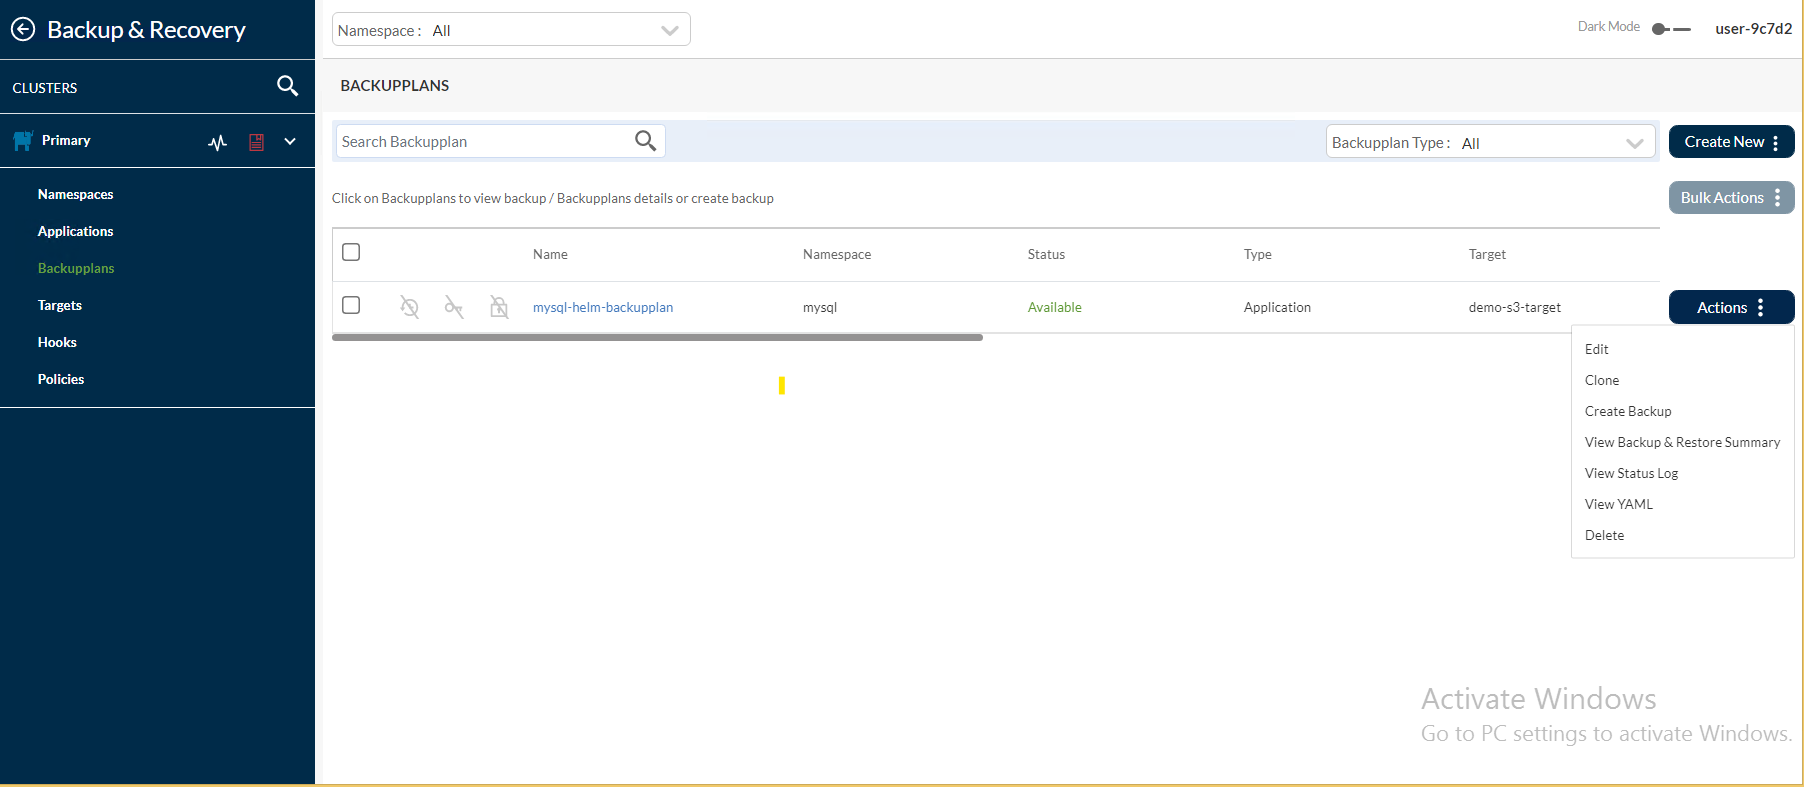 Backup & Recovery
Namespace : All
Dark Mode
user-9c7d2
CLUSTERS
BACKUPPLANS
Primary
Search Backupplan
Backupplan Type : All
Create New
Namespaces
Click on Backupplans to view backup / Backupplans details or create backup
Bulk Actions
Applications
Backupplans
Targets
Hooks
Policies
Name Namespace Status Type Target
mysql-helm-backupplan mysql Available Application demo-s3-target
Actions
Edit
Clone
Create Backup
View Backup & Restore Summary
View Status Log
View YAML
Delete
Activate Windows
Go to PC settings to activate Windows.